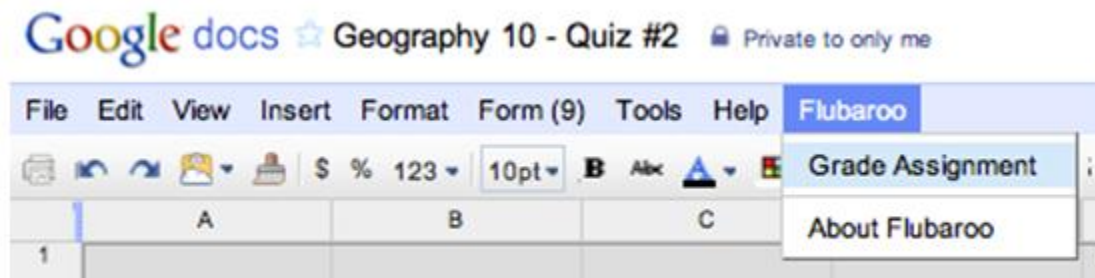 Google docs Geography 10 - Quiz #2 Private to only me
File Edit View Insert Format Form (9) Tools Help Flubaroo
$ % 123 10pt B Abc A Grade Assignment
A B C
About Flubaroo
1